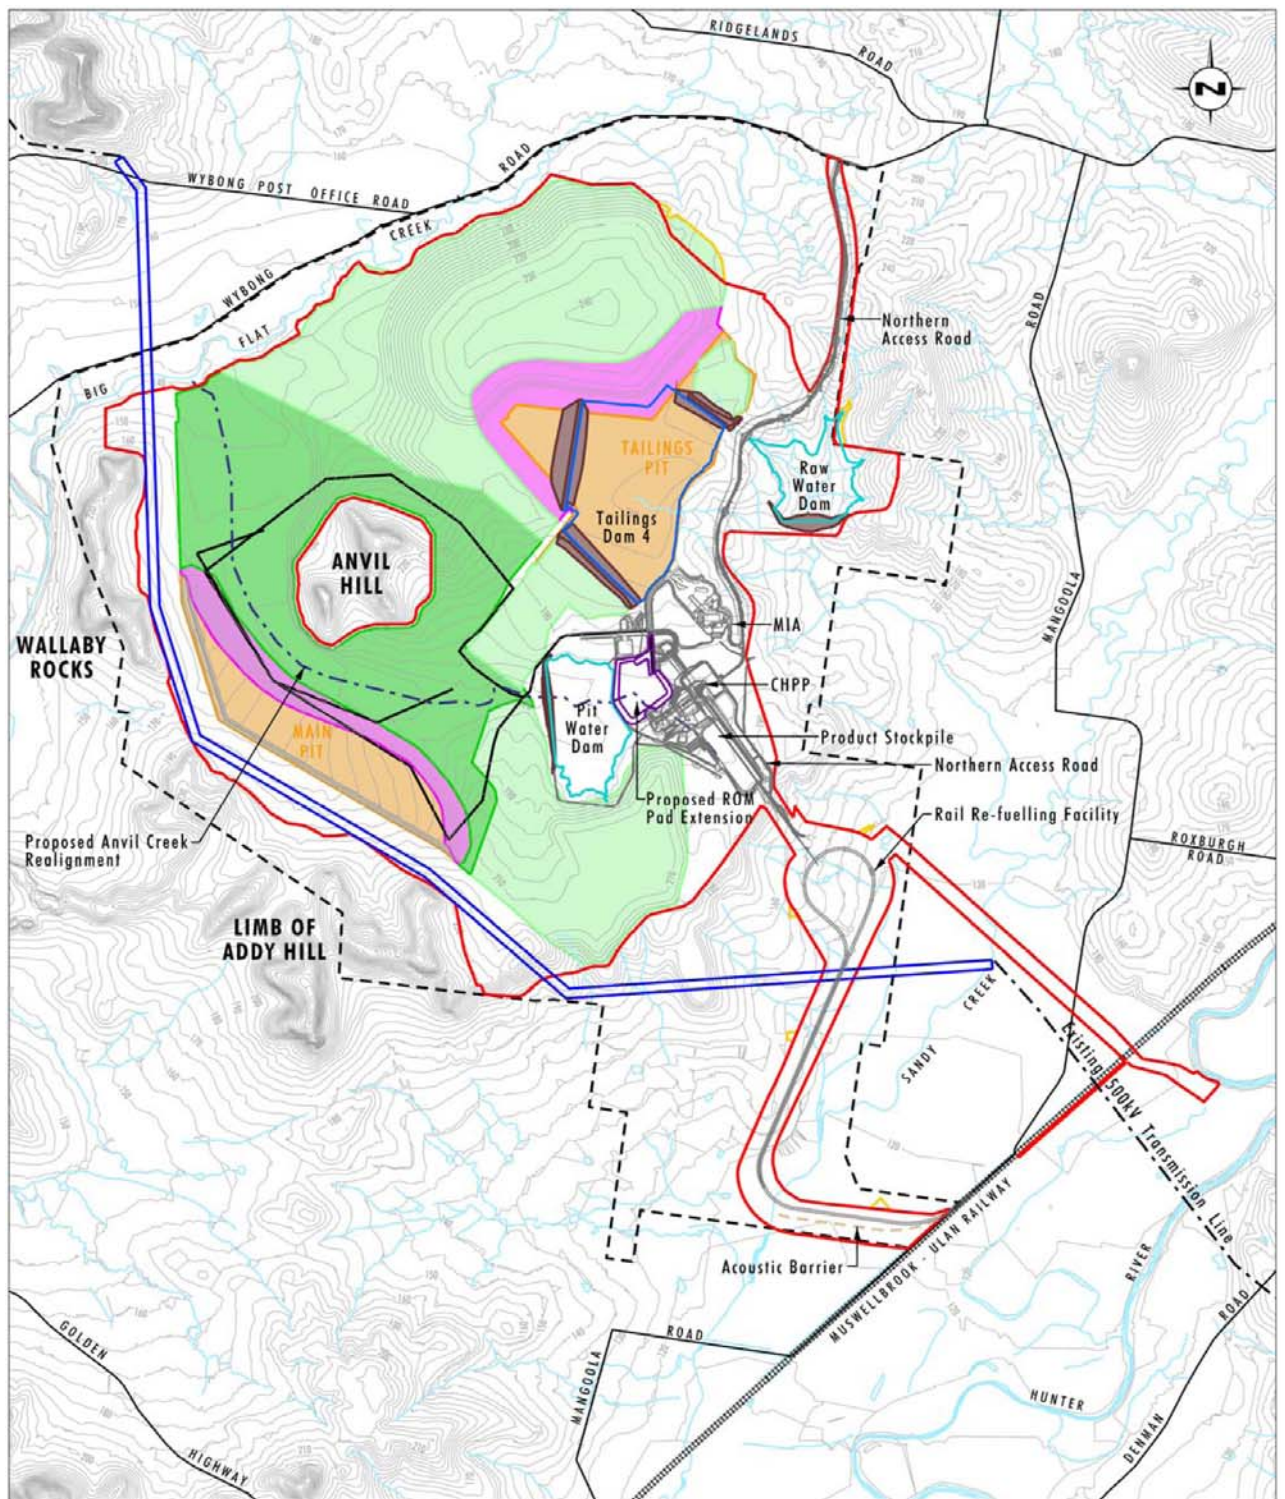 RIDGELANDS
ROAD
N
WYBONG POST OFFICE ROAD
ROAD
CREEK
WYBONG
FLAT
BIG
Northern
Access Road
ROAD
TAILINGS
PIT
Raw
Water
Dam
Tailings
Dam 4
ANVIL
HILL
MANGOOLA
MIA
WALLABY
ROCKS
CHPP
Pit
Water
Dam
MAIN
PIT
Product Stockpile
Northern Access Road
Proposed ROM
Pad Extension
Rail Re-fuelling Facility
Proposed Anvil Creek
Realignment
ROXBURGH
ROAD
LIMB OF
ADDY HILL
CREEK
SANDY
Existing 500kV Transmission Line
MUSWELLBROOK - ULAN RAILWAY
Acoustic Barrier
RIVER
ROAD
GOLDEN
ROAD
MANGOOLA
HUNTER
DENMAN
HIGHWAY